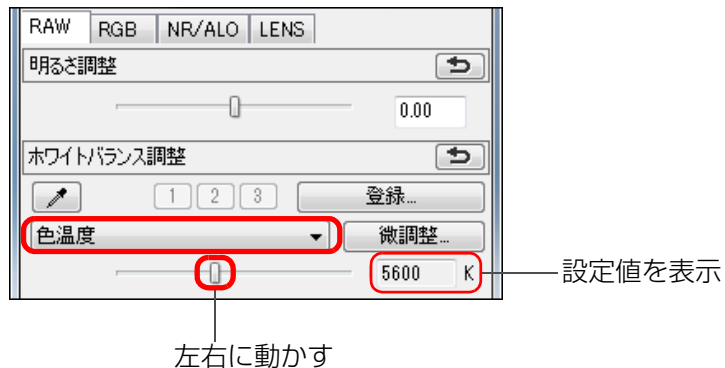 RAW RGB NR/ALO LENS
明るさ調整
0.00
ホワイトバランス調整
1 2 3 登録...
色温度 微調整...
5600 K 設定値を表示
左右に動かす